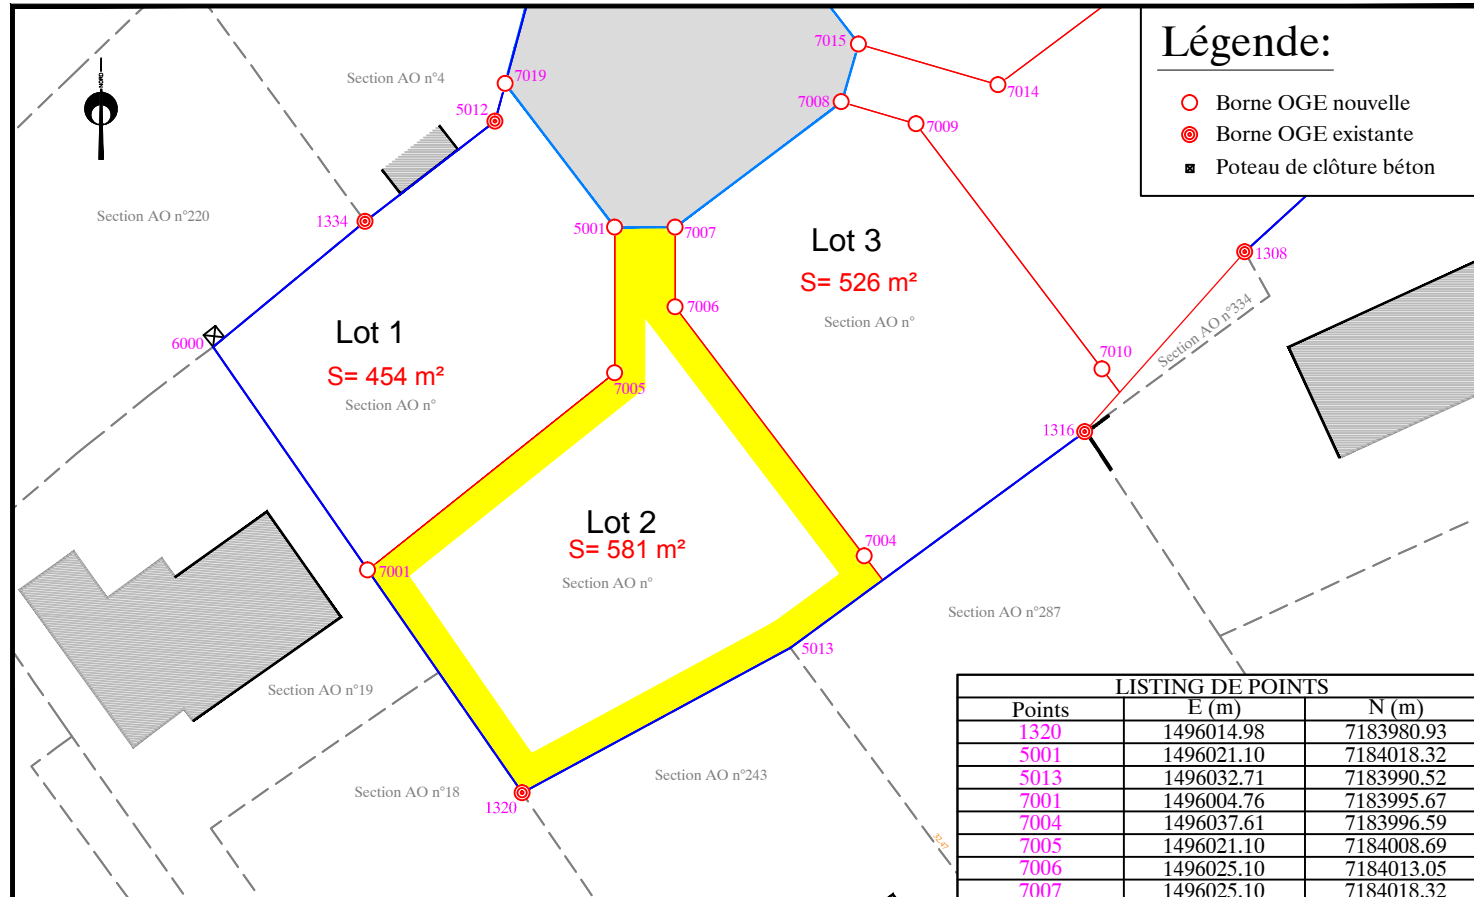 Légende:
Borne OGE nouvelle
Borne OGE existante
Poteau de clôture béton
NORD
7015
7014
7019
Section AO n°4
5012
7008
7009
Section AO n°220
1334
5001
7007
Lot 3
S= 526 m²
Section AO n°
1308
7006
Section AO n°334
Lot 1
S= 454 m²
Section AO n°
6000
7005
7010
1316
Lot 2
S= 581 m²
Section AO n°
7004
7001
Section AO n°287
5013
Section AO n°19
Section AO n°243
Section AO n°18
1320
32.47
LISTING DE POINTS
Points E (m) N (m)
1320 1496014.98 7183980.93
5001 1496021.10 7184018.32
5013 1496032.71 7183990.52
7001 1496004.76 7183995.67
7004 1496037.61 7183996.59
7005 1496021.10 7184008.69
7006 1496025.10 7184013.05
7007 1496025.10 7184018.32